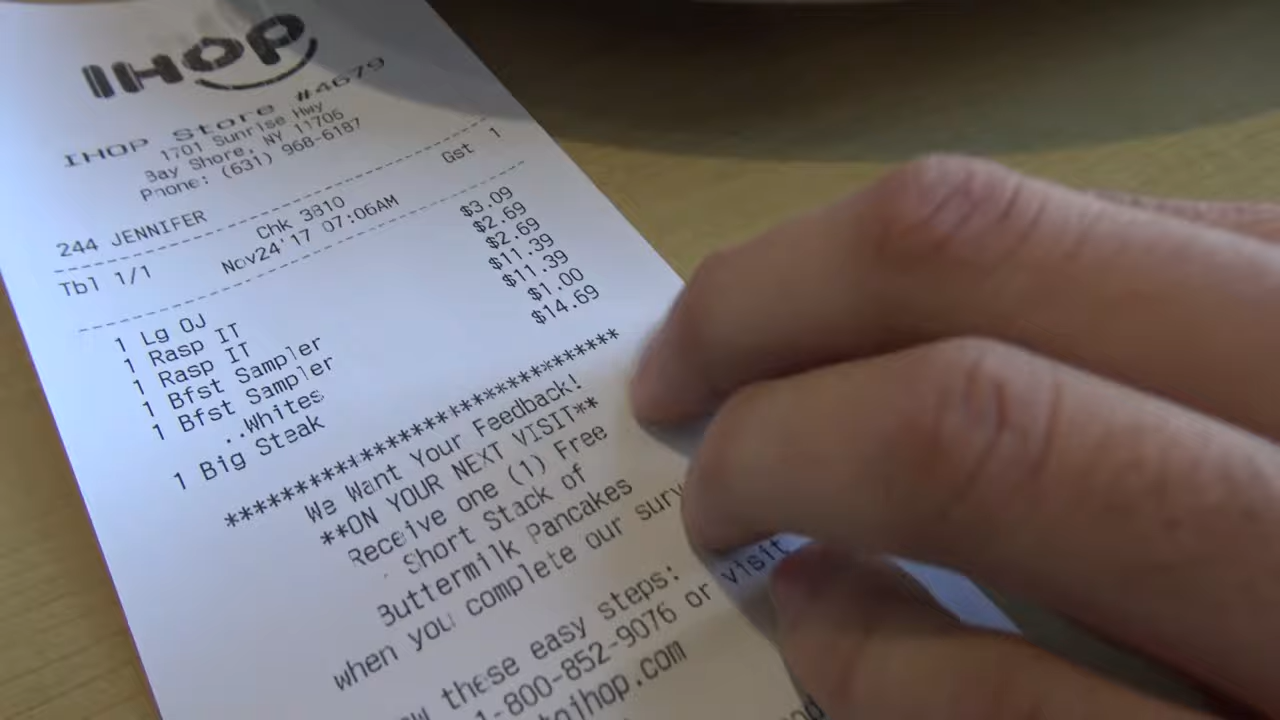 IHOP
IHOP Store #4679
1701 Sunrise Hwy
Bay Shore, NY 11706
Phone: (631) 968-6187
244 JENNIFER
Tbl 1/1 Chk 3810 Gst 1
Nov24'17 07:06AM
1 Lg OJ $3.09
1 Rasp IT $2.69
1 Rasp IT $2.69
1 Bfst Sampler $11.39
1 Bfst Sampler $11.39
..Whites $1.00
1 Big Steak $14.69
***********************************
We Want Your Feedback!
**ON YOUR NEXT VISIT**
Receive one (1) Free
Short Stack of
Buttermilk Pancakes
when you complete our
these easy steps:
1-800-852-9076 or visit
ihop.com